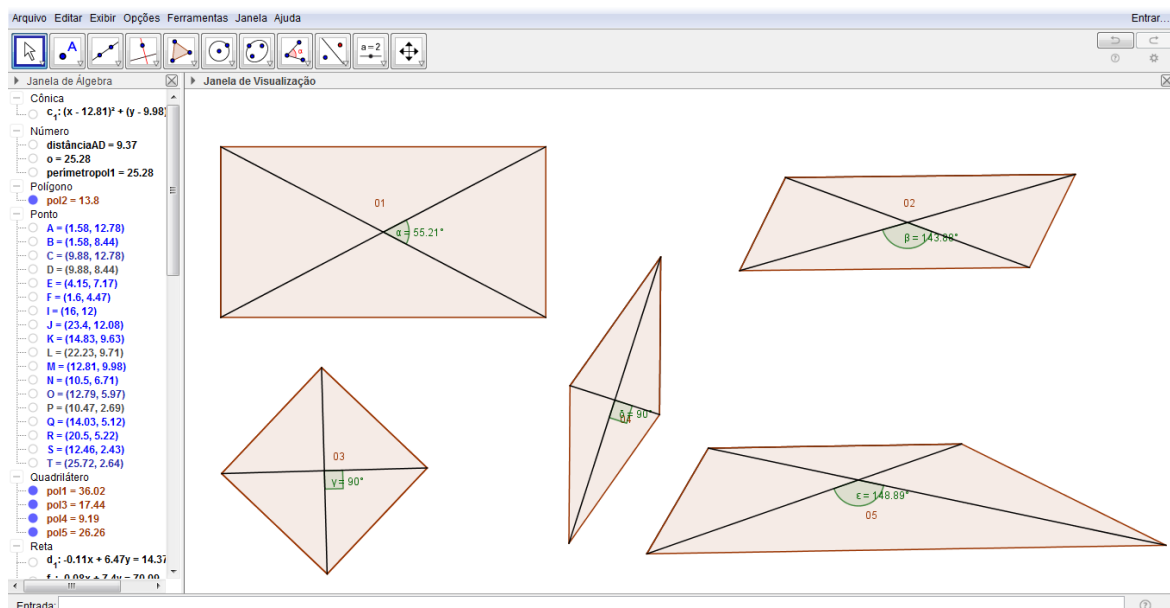 Arquivo Editar Exibir Opções Ferramentas Janela Ajuda
Entrar...
A
α
a = 2
Janela de Álgebra
Janela de Visualização
Cônica
c₁: (x - 12.81)² + (y - 9.98)
Número
distânciaAD = 9.37
o = 25.28
perímetropol1 = 25.28
Polígono
pol2 = 13.8
Ponto
A = (1.58, 12.78)
B = (1.58, 8.44)
C = (9.88, 12.78)
D = (9.88, 8.44)
E = (4.15, 7.17)
F = (1.6, 4.47)
I = (16, 12)
J = (23.4, 12.08)
K = (14.83, 9.63)
L = (22.23, 9.71)
M = (12.81, 9.98)
N = (10.5, 6.71)
O = (12.79, 5.97)
P = (10.47, 2.69)
Q = (14.03, 5.12)
R = (20.5, 5.22)
S = (12.46, 2.43)
T = (25.72, 2.64)
Quadrilátero
pol1 = 36.02
pol3 = 17.44
pol4 = 9.19
pol5 = 26.26
Reta
d₁: -0.11x + 6.47y = 14.37
01
α = 55.21°
02
β = 143.88°
03
γ = 90°
δ = 90°
04
ε = 148.89°
05
Entrada: